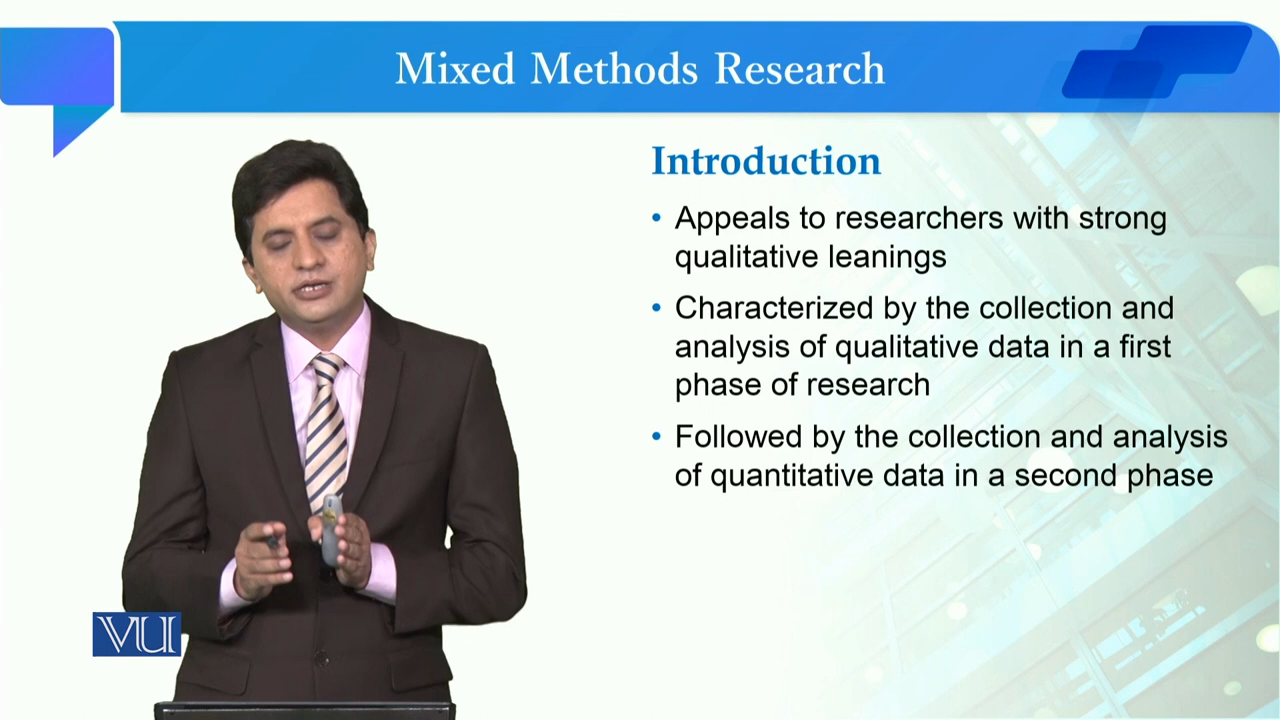 Mixed Methods Research
Introduction
• Appeals to researchers with strong
qualitative leanings
• Characterized by the collection and
analysis of qualitative data in a first
phase of research
• Followed by the collection and analysis
of quantitative data in a second phase
VU